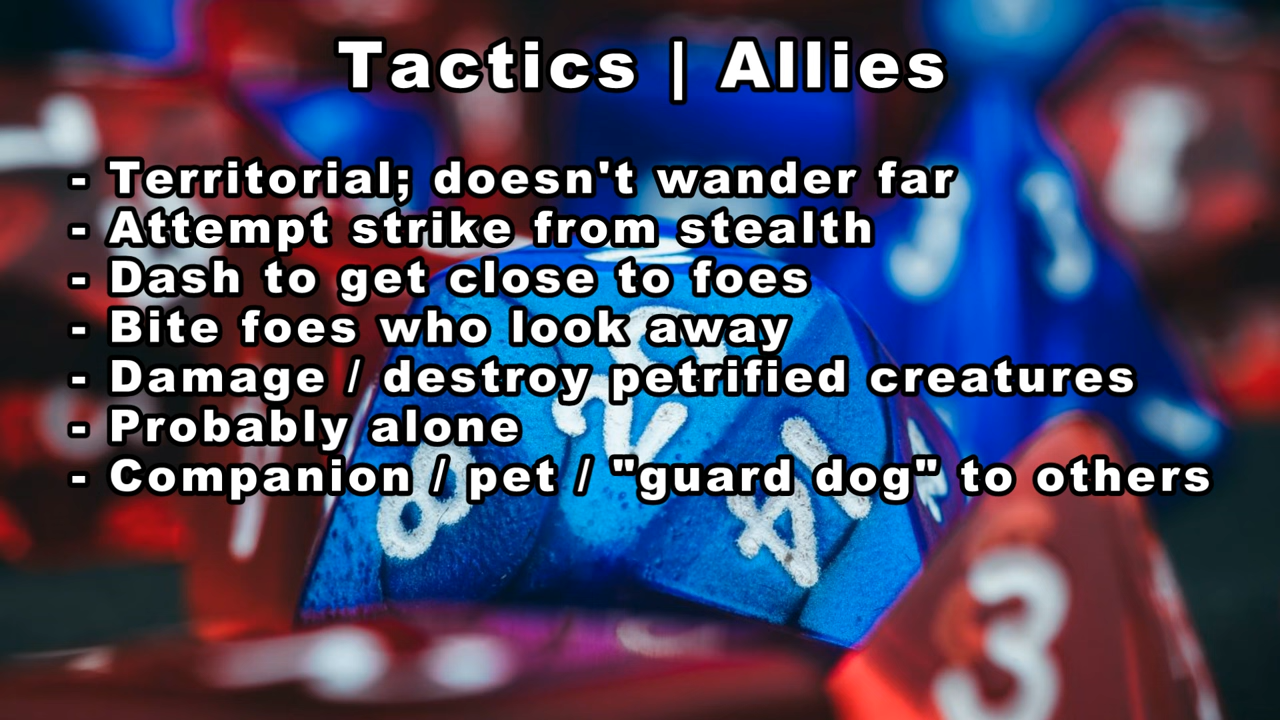 Tactics | Allies
- Territorial; doesn't wander far
- Attempt strike from stealth
- Dash to get close to foes
- Bite foes who look away
- Damage / destroy petrified creatures
- Probably alone
- Companion / pet / "guard dog" to others
3